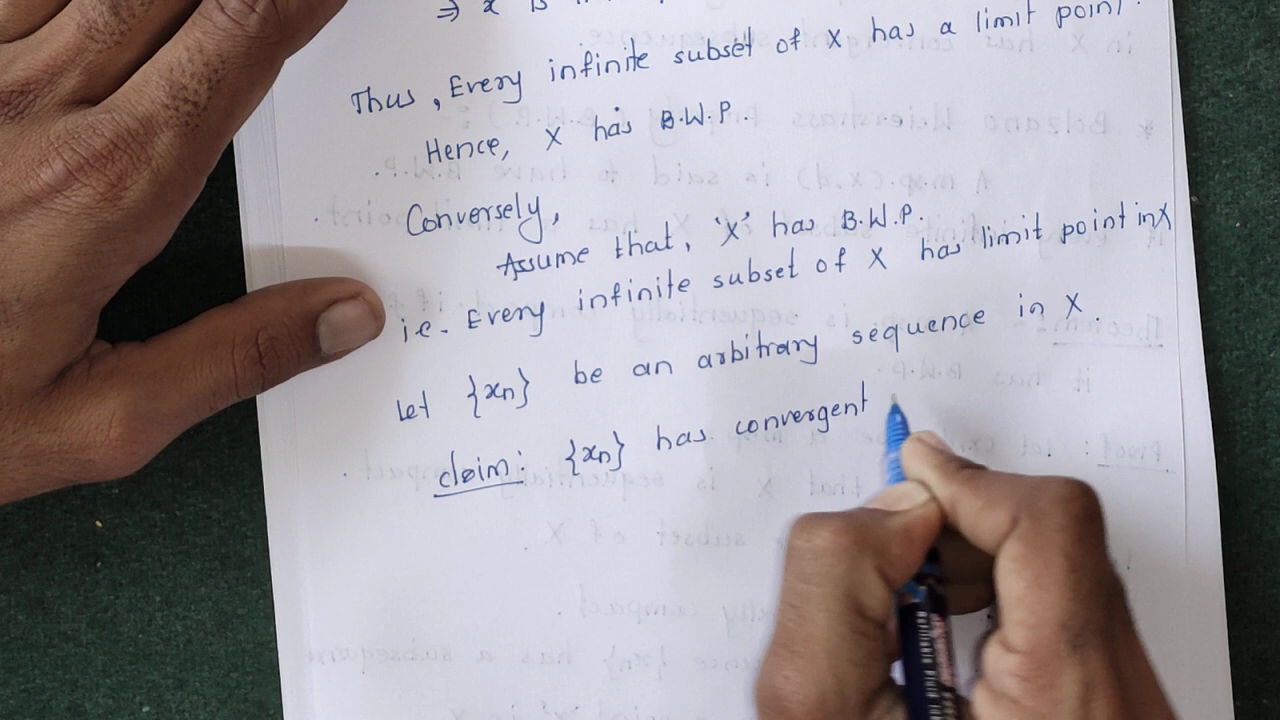 ⇒ x is
Thus, Every infinite subset of X has a limit point.
Hence, X has B.W.P.
Conversely,
Assume that, 'X' has B.W.P.
i.e. Every infinite subset of X has limit point in X
Let {xn} be an arbitrary sequence in X.
claim: {xn} has convergent